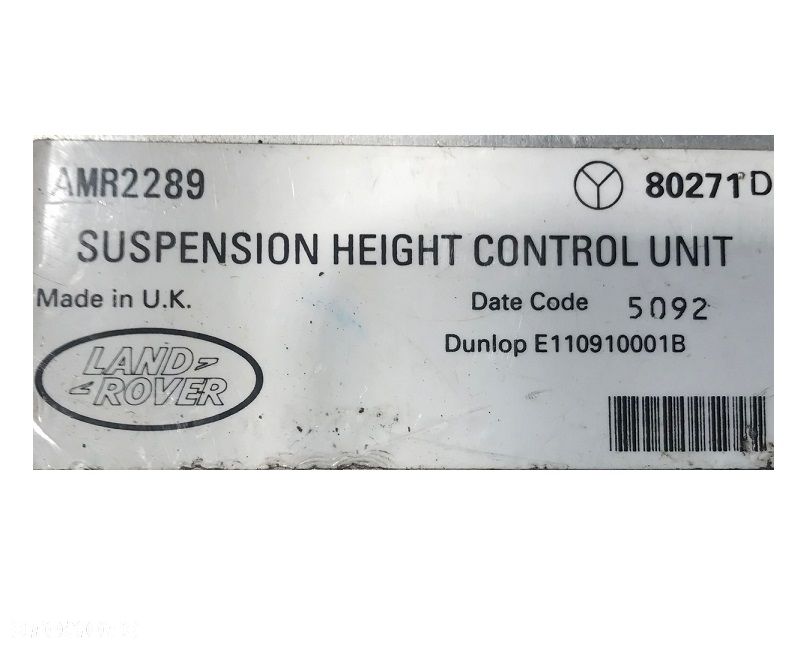 AMR2289 80271D
SUSPENSION HEIGHT CONTROL UNIT
Made in U.K. Date Code 5092
Dunlop E110910001B
LAND
ROVER